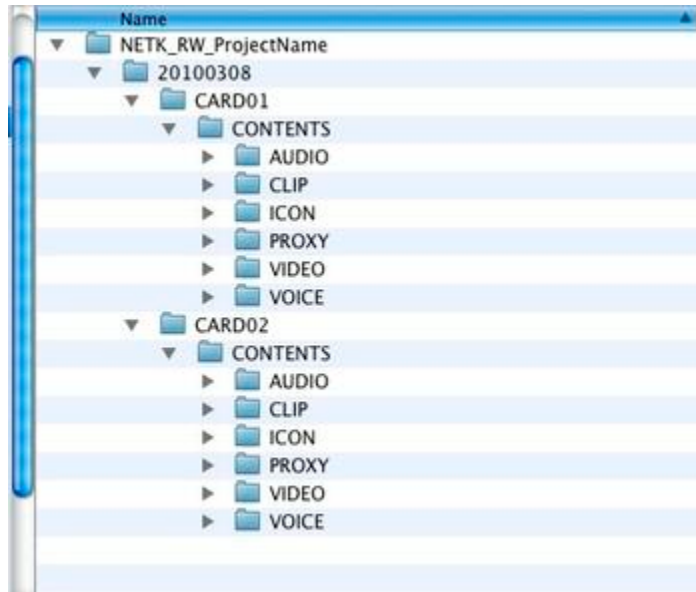 Name
NETK_RW_ProjectName
20100308
CARD01
CONTENTS
AUDIO
CLIP
ICON
PROXY
VIDEO
VOICE
CARD02
CONTENTS
AUDIO
CLIP
ICON
PROXY
VIDEO
VOICE